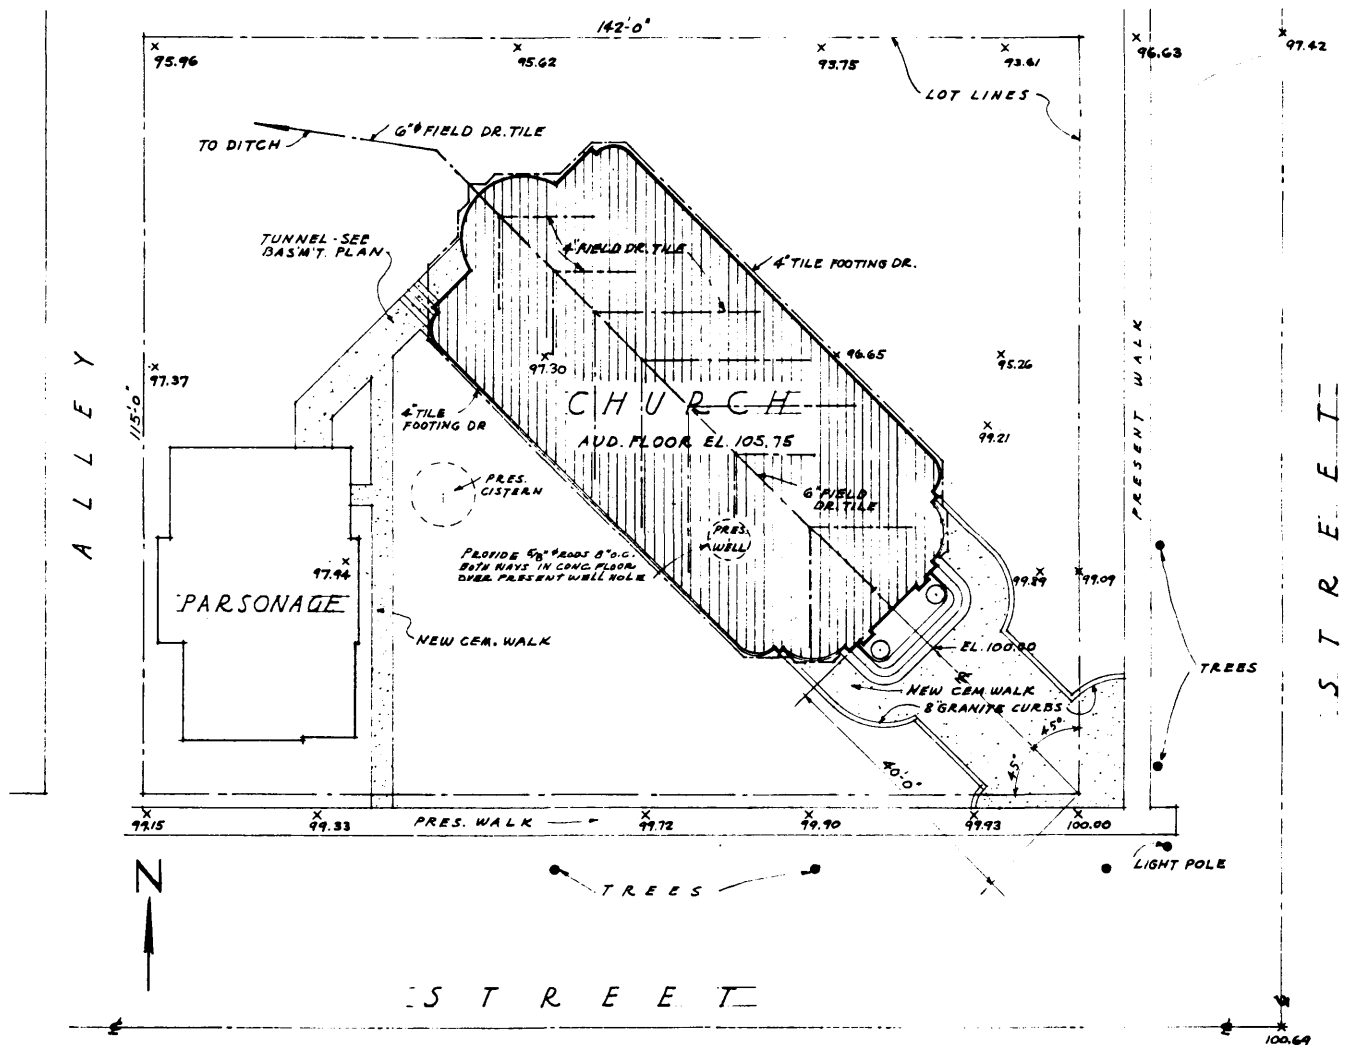 142'-0"
95.96
95.62
93.75
93.61
96.63
97.42
LOT LINES
6"ϕ FIELD DR. TILE
TO DITCH
TUNNEL-SEE
BASM'T. PLAN
4" FIELD DR. TILE
4" TILE FOOTING DR.
97.37
115'-0"
97.30
96.65
95.26
CHURCH
AUD. FLOOR EL. 105.75
4" TILE
FOOTING DR
99.21
PRES.
CISTERN
6" FIELD
DR. TILE
PRES.
WELL
PROVIDE 5/8"ϕ RODS 8" O.C.
BOTH WAYS IN CONC FLOOR
OVER PRESENT WELL HOLE
ALLEY
PRESENT WALK
STREET
97.94
PARSONAGE
NEW CEM. WALK
99.09
EL. 100.00
NEW CEM. WALK
8" GRANITE CURBS
TREES
45°
45°
40'-0"
99.15
99.33
PRES. WALK
99.72
99.90
99.93
100.00
LIGHT POLE
TREES
N
STREET
100.69